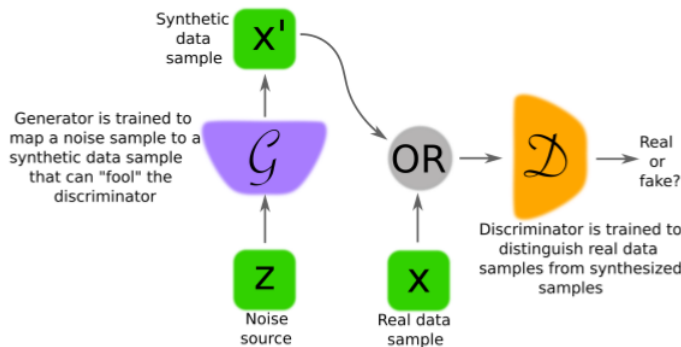 Synthetic
data
sample
x'
Generator is trained to
map a noise sample to a
synthetic data sample
that can "fool" the
discriminator
G
z
Noise
source
OR
x
Real data
sample
D
Real
or
fake?
Discriminator is trained to
distinguish real data
samples from synthesized
samples